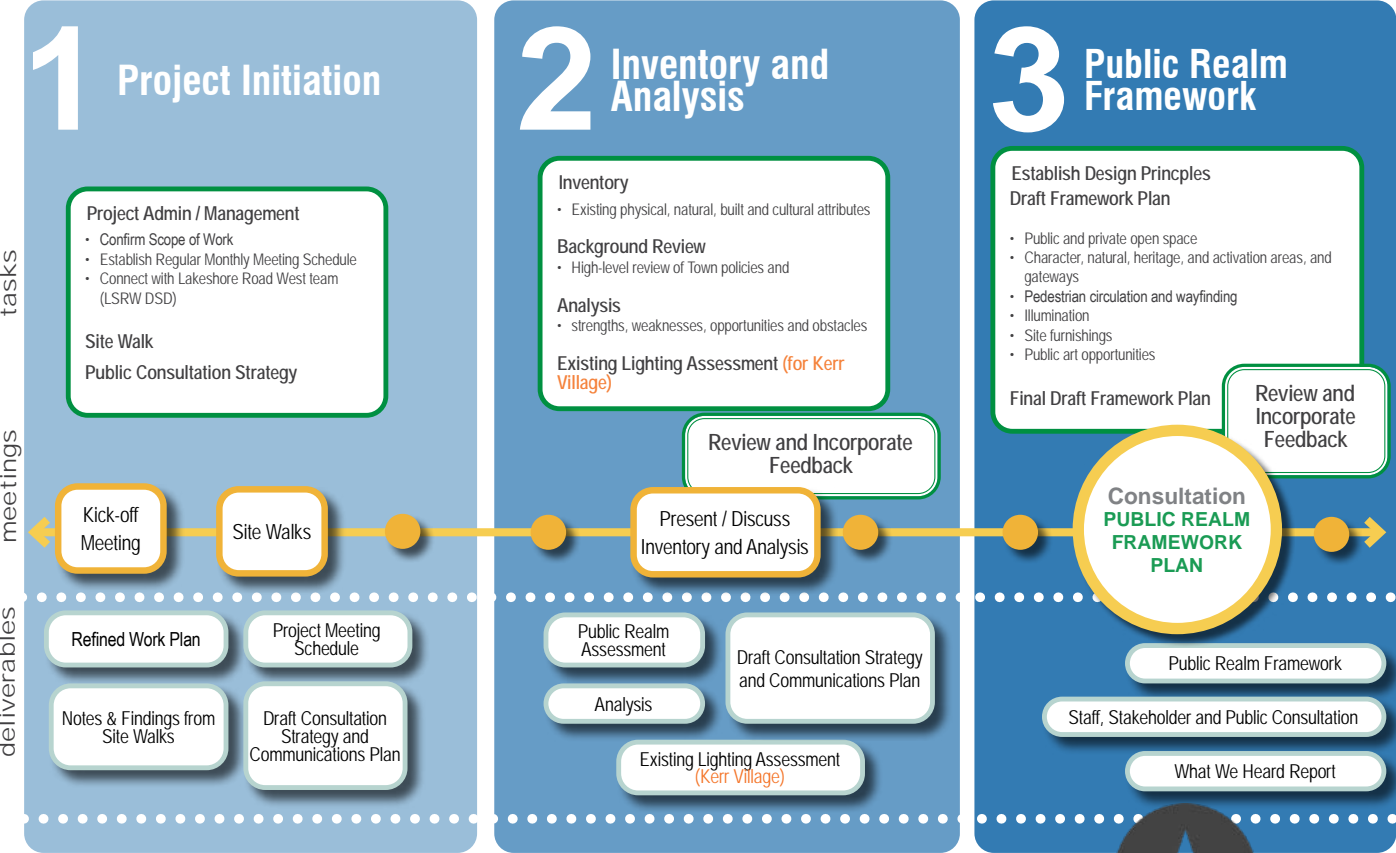 1
Project Initiation
2
Inventory and
Analysis
3
Public Realm
Framework
tasks
meetings
deliverables
Project Admin / Management
• Confirm Scope of Work
• Establish Regular Monthly Meeting Schedule
• Connect with Lakeshore Road West team
(LSRW DSD)
Site Walk
Public Consultation Strategy
Inventory
• Existing physical, natural, built and cultural attributes
Background Review
• High-level review of Town policies and
Analysis
• strengths, weaknesses, opportunities and obstacles
Existing Lighting Assessment (for Kerr
Village)
Review and Incorporate
Feedback
Establish Design Princples
Draft Framework Plan
• Public and private open space
• Character, natural, heritage, and activation areas, and
gateways
• Pedestrian circulation and wayfinding
• Illumination
• Site furnishings
• Public art opportunities
Final Draft Framework Plan
Review and
Incorporate
Feedback
Kick-off
Meeting
Site Walks
Present / Discuss
Inventory and Analysis
Consultation
PUBLIC REALM
FRAMEWORK
PLAN
Refined Work Plan
Project Meeting
Schedule
Notes & Findings from
Site Walks
Draft Consultation
Strategy and
Communications Plan
Public Realm
Assessment
Analysis
Draft Consultation Strategy
and Communications Plan
Existing Lighting Assessment
(Kerr Village)
Public Realm Framework
Staff, Stakeholder and Public Consultation
What We Heard Report